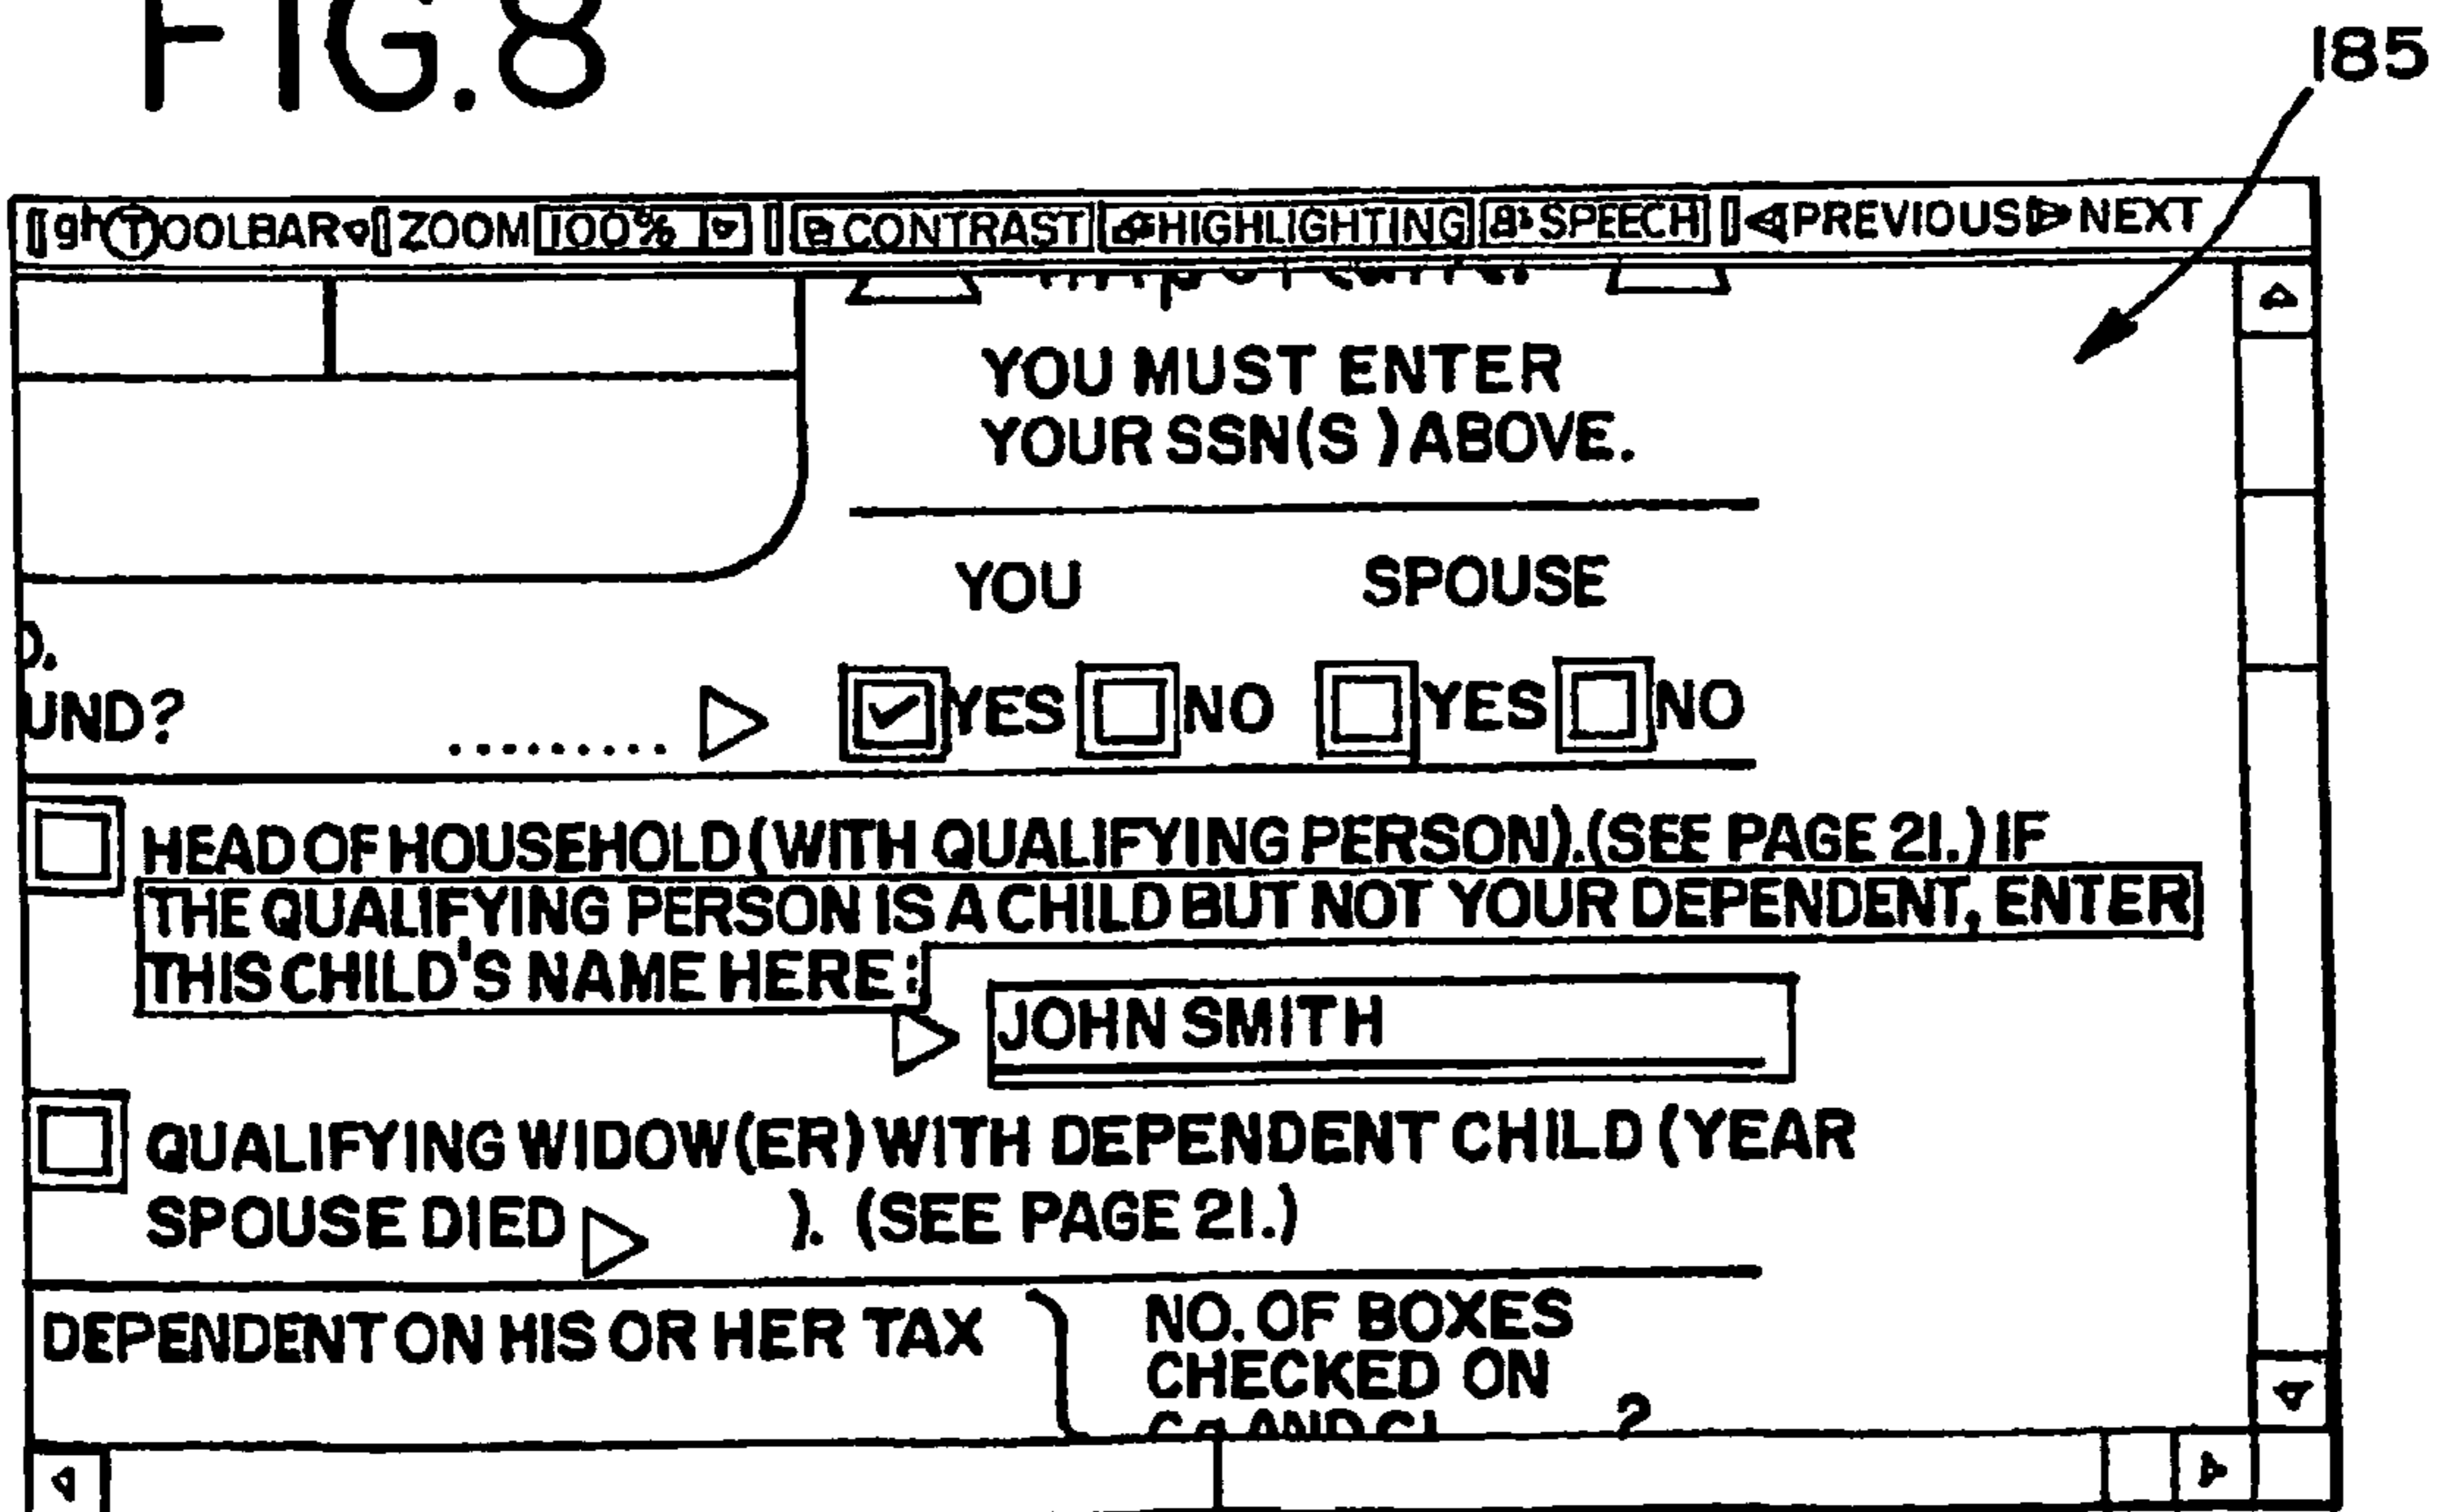 FIG.8
185
ghTOOLBAR ZOOM 100% CONTRAST HIGHLIGHTING SPEECH PREVIOUS NEXT
YOU MUST ENTER
YOUR SSN(S )ABOVE.
YOU SPOUSE
UND? ......... YES NO YES NO
HEAD OF HOUSEHOLD (WITH QUALIFYING PERSON).(SEE PAGE 21.) IF
THE QUALIFYING PERSON IS A CHILD BUT NOT YOUR DEPENDENT, ENTER
THIS CHILD'S NAME HERE:
JOHN SMITH
QUALIFYING WIDOW(ER) WITH DEPENDENT CHILD (YEAR
SPOUSE DIED ). (SEE PAGE 21.)
DEPENDENT ON HIS OR HER TAX
NO. OF BOXES
CHECKED ON
AND 2